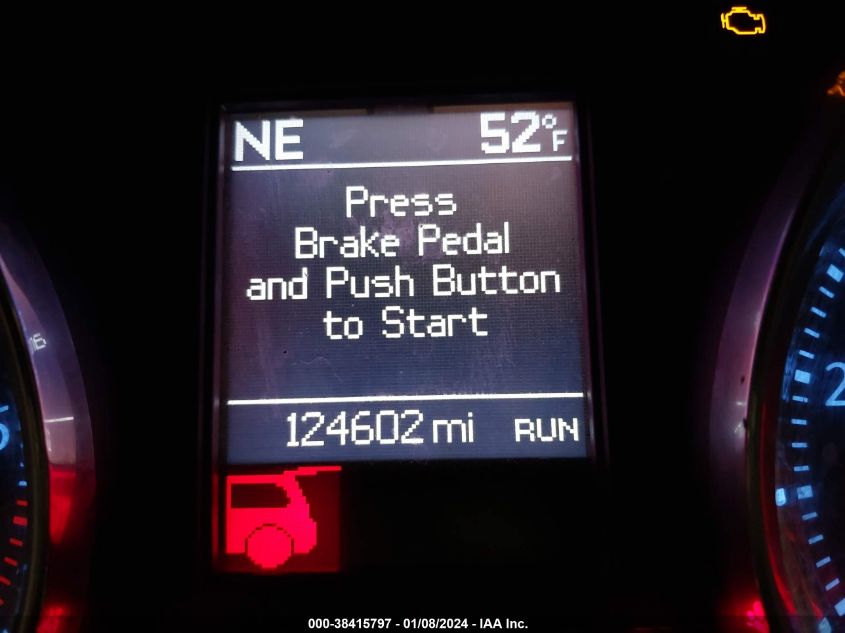 NE 52°F
Press
Brake Pedal
and Push Button
to Start
124602 mi RUN
2
000-38415797 - 01/08/2024 - IAA Inc.